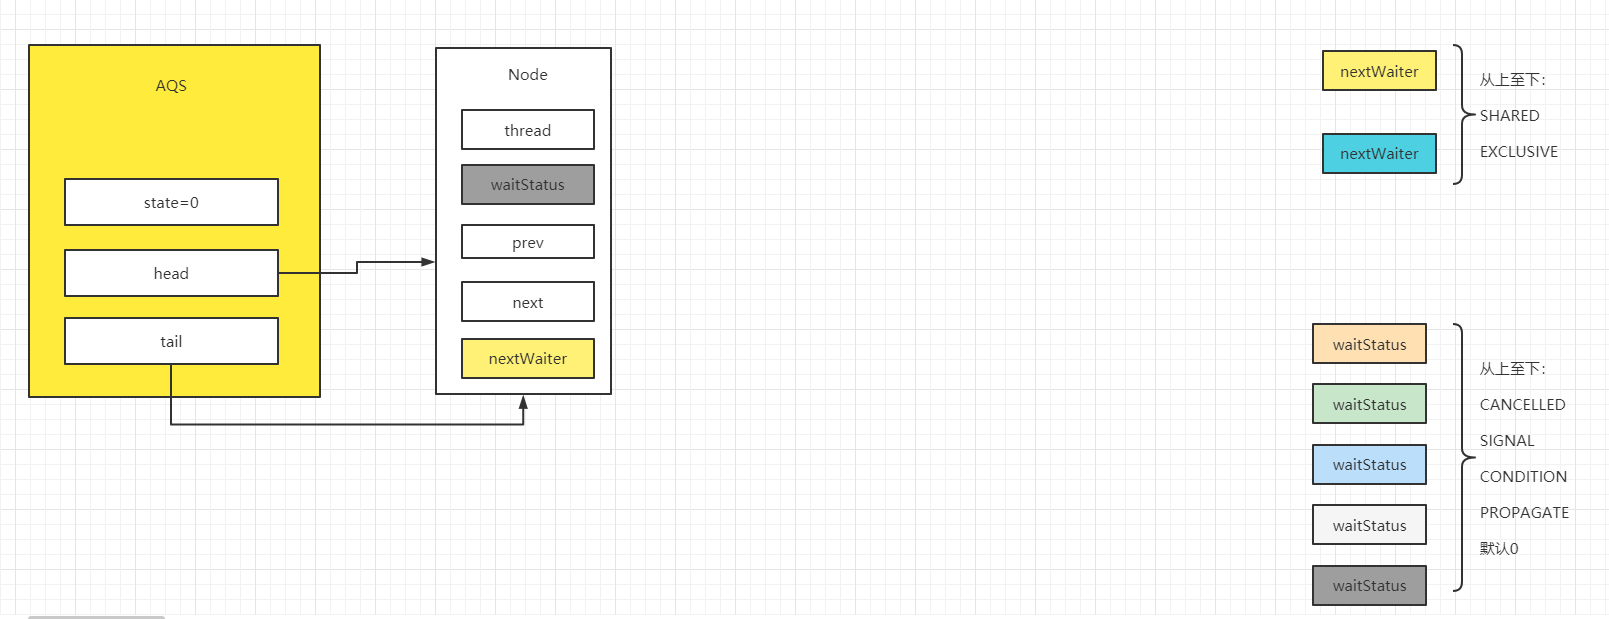 AQS
state=0
head
tail
Node
thread
waitStatus
prev
next
nextWaiter
nextWaiter
nextWaiter
从上至下：
SHARED
EXCLUSIVE
waitStatus
waitStatus
waitStatus
waitStatus
waitStatus
从上至下：
CANCELLED
SIGNAL
CONDITION
PROPAGATE
默认0